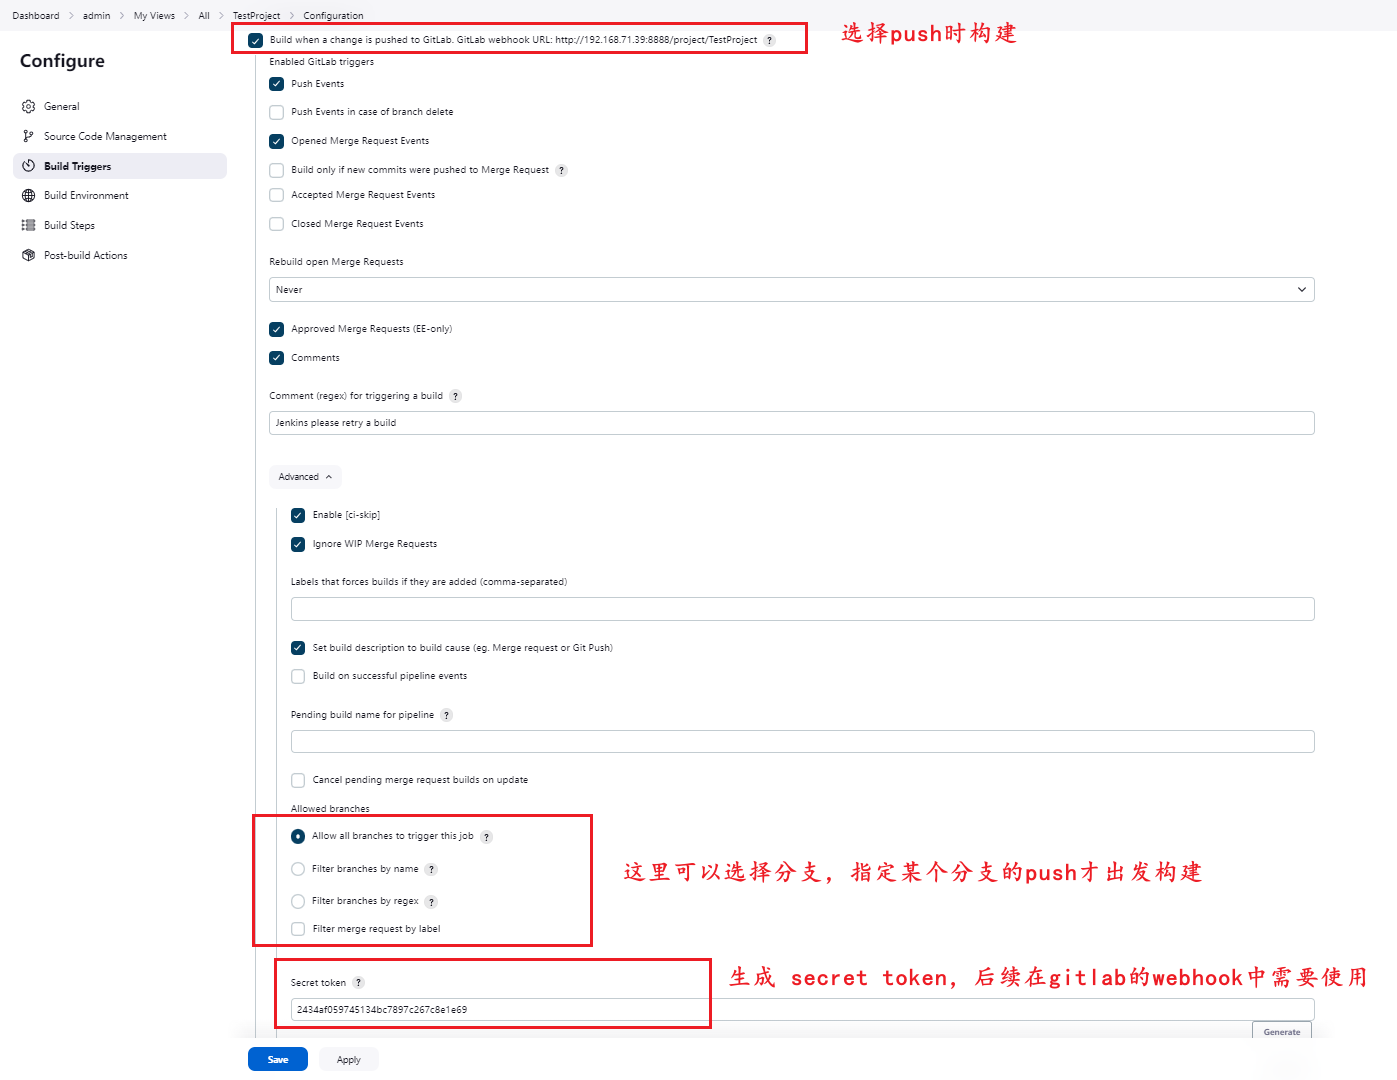 Dashboard > admin > My Views > All > TestProject > Configuration
Configure
General
Source Code Management
Build Triggers
Build Environment
Build Steps
Post-build Actions
Build when a change is pushed to GitLab. GitLab webhook URL: http://192.168.71.39:8888/project/TestProject ?
选择push时构建
Enabled GitLab triggers
Push Events
Push Events in case of branch delete
Opened Merge Request Events
Build only if new commits were pushed to Merge Request ?
Accepted Merge Request Events
Closed Merge Request Events
Rebuild open Merge Requests
Never
Approved Merge Requests (EE-only)
Comments
Comment (regex) for triggering a build ?
Jenkins please retry a build
Advanced
Enable [ci-skip]
Ignore WIP Merge Requests
Labels that forces builds if they are added (comma-separated)
Set build description to build cause (eg. Merge request or Git Push)
Build on successful pipeline events
Pending build name for pipeline ?
Cancel pending merge request builds on update
Allowed branches
Allow all branches to trigger this job ?
Filter branches by name ?
Filter branches by regex ?
Filter merge request by label
这里可以选择分支，指定某个分支的push才出发构建
Secret token ?
2434af059745134bc7897c267c8e1e69
生成 secret token，后续在gitlab的webhook中需要使用
Generate
Save
Apply